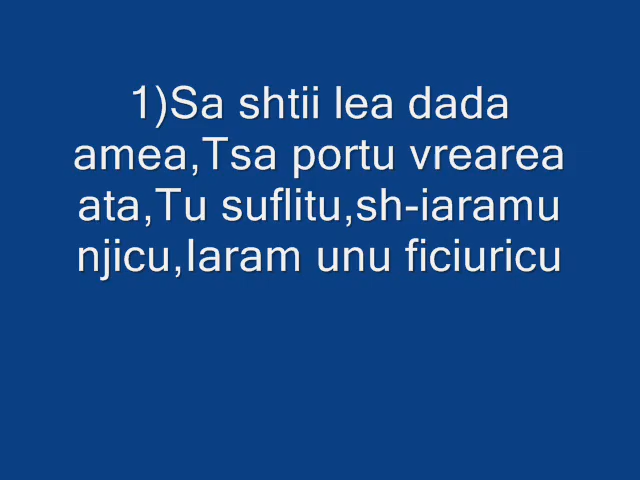 1)Sa shtii lea dada
amea,Tsa portu vrearea
ata,Tu suflitu,sh-iaramu
njicu,Iaram unu ficiuricu